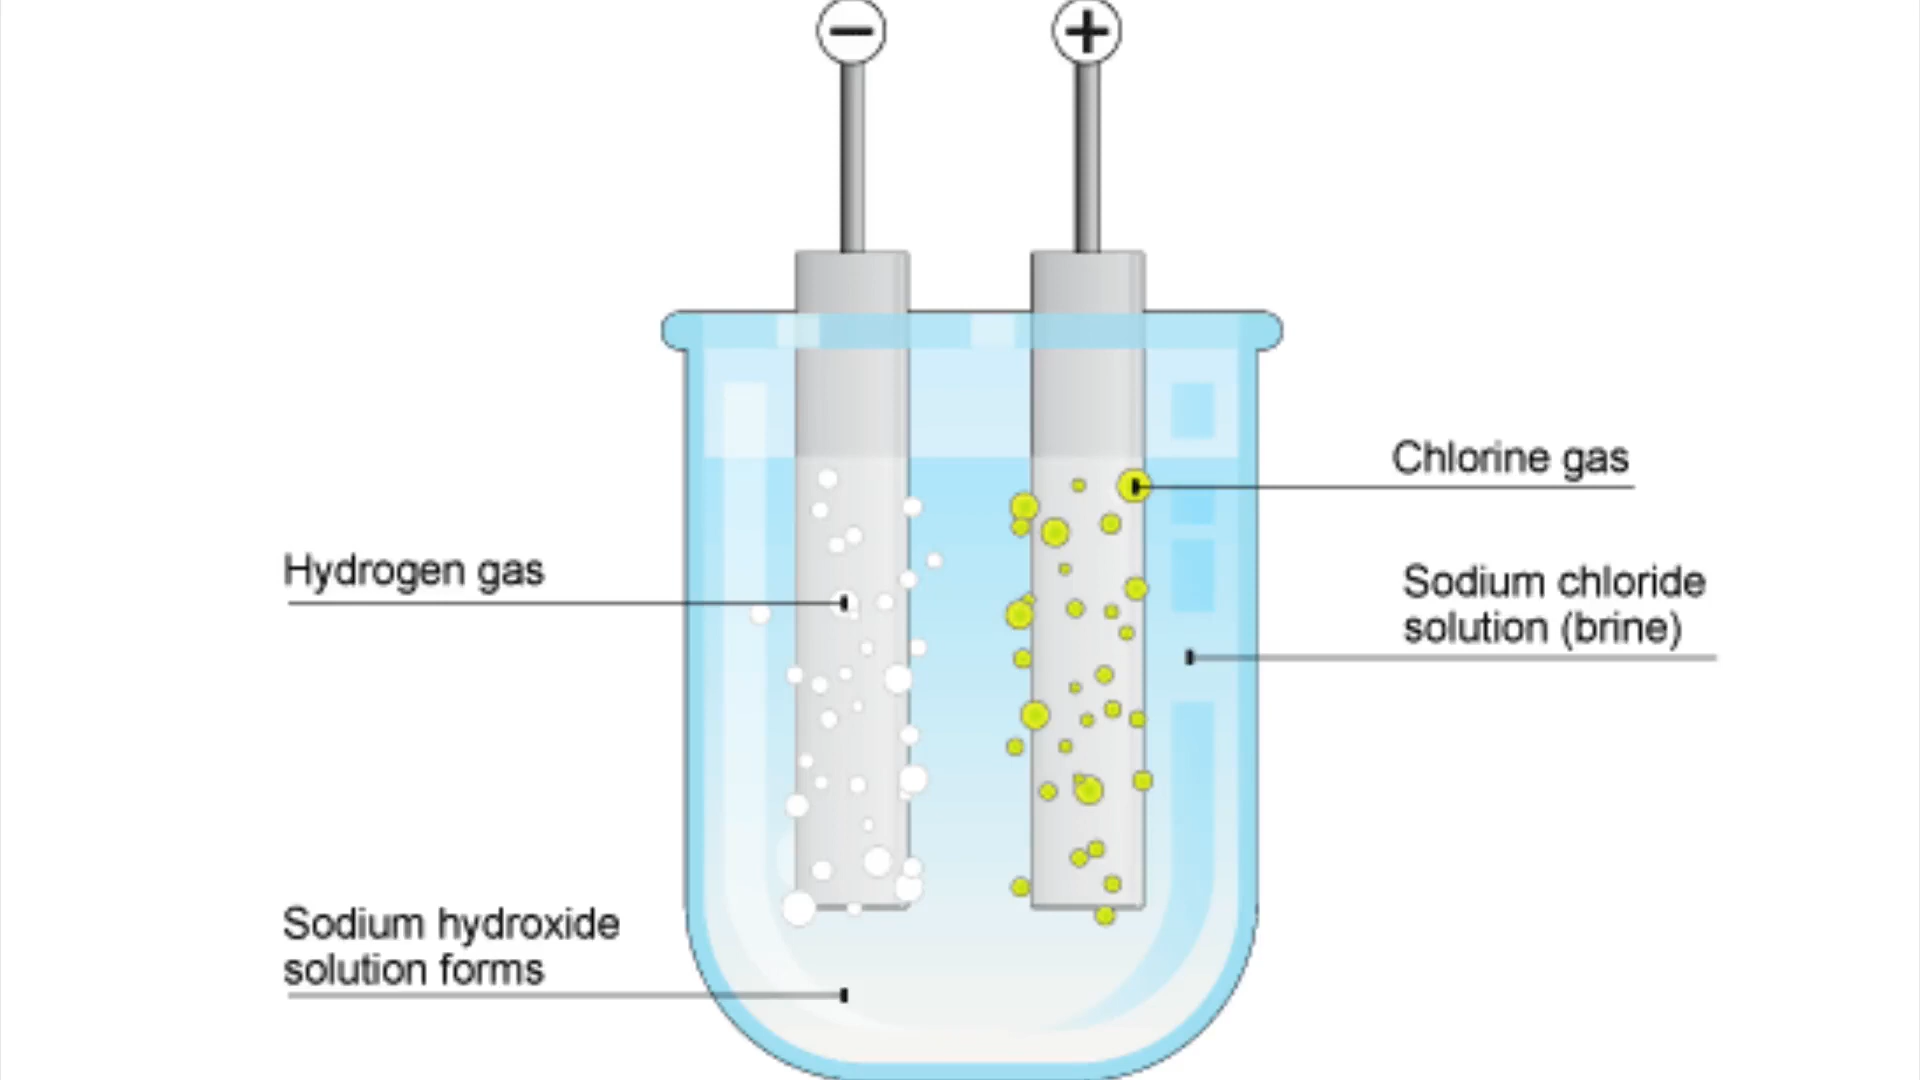 −
+
Chlorine gas
Hydrogen gas
Sodium chloride
solution (brine)
Sodium hydroxide
solution forms